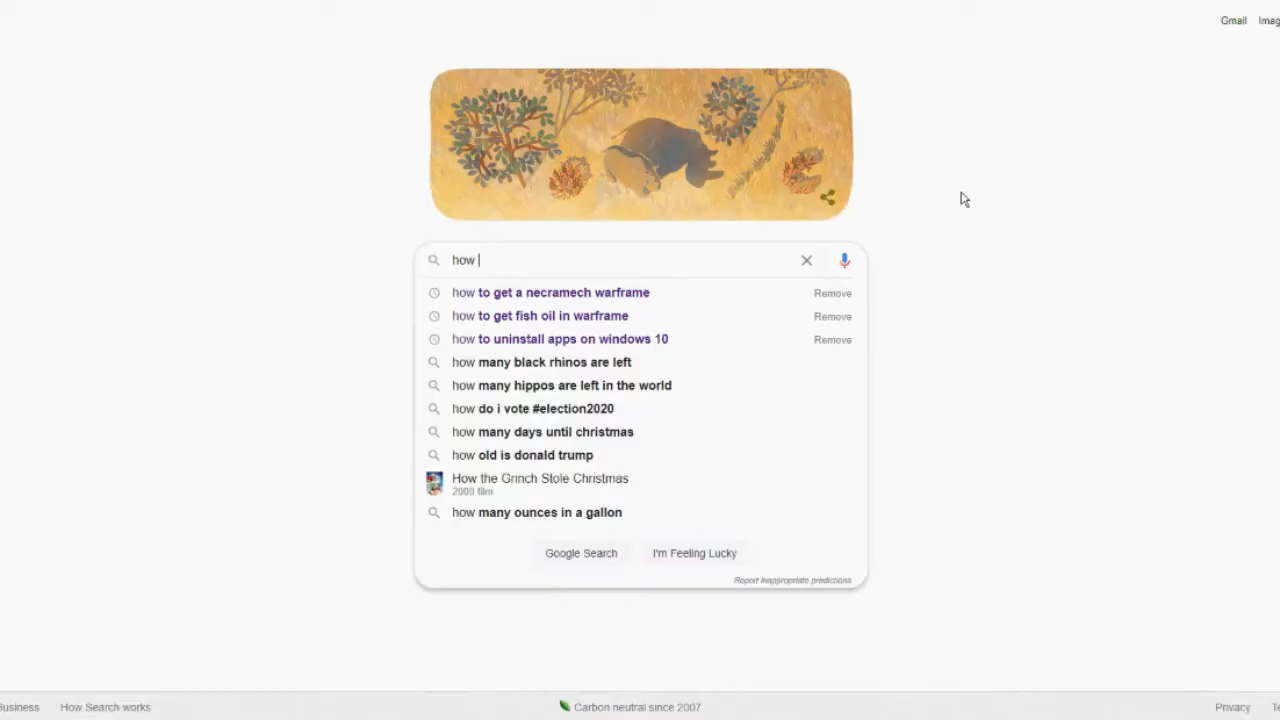 Gmail Imag
how
how to get a necramech warframe Remove
how to get fish oil in warframe Remove
how to uninstall apps on windows 10 Remove
how many black rhinos are left
how many hippos are left in the world
how do i vote #election2020
how many days until christmas
how old is donald trump
How the Grinch Stole Christmas
2000 film
how many ounces in a gallon
Google Search I'm Feeling Lucky
Report inappropriate predictions
Business How Search works Carbon neutral since 2007 Privacy Te